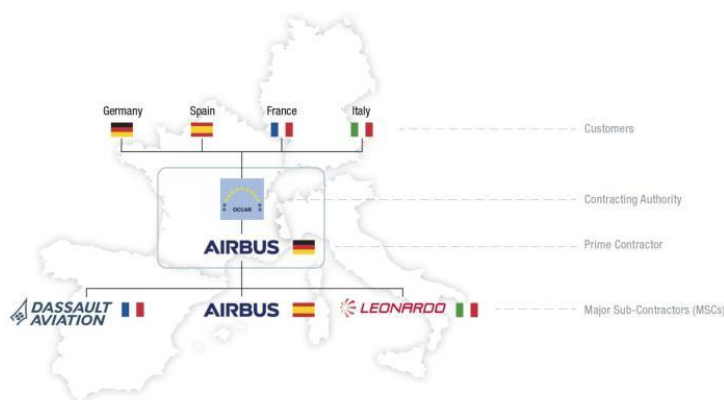 Germany Spain France Italy
Customers
OCCAR
Contracting Authority
AIRBUS
Prime Contractor
DASSAULT
AVIATION
AIRBUS
LEONARDO
Major Sub-Contractors (MSCs)